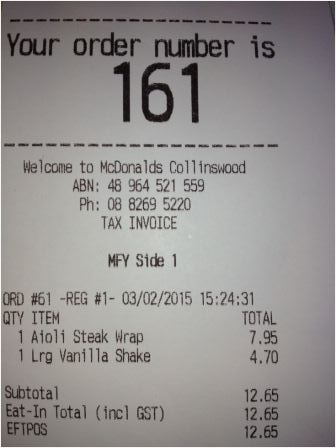 Your order number is
161
Welcome to McDonalds Collinswood
ABN: 48 964 521 559
Ph: 08 8269 5220
TAX INVOICE
MFY Side 1
ORD #61 -REG #1- 03/02/2015 15:24:31
QTY ITEM TOTAL
1 Aioli Steak Wrap 7.95
1 Lrg Vanilla Shake 4.70
Subtotal 12.65
Eat-In Total (incl GST) 12.65
EFTPOS 12.65